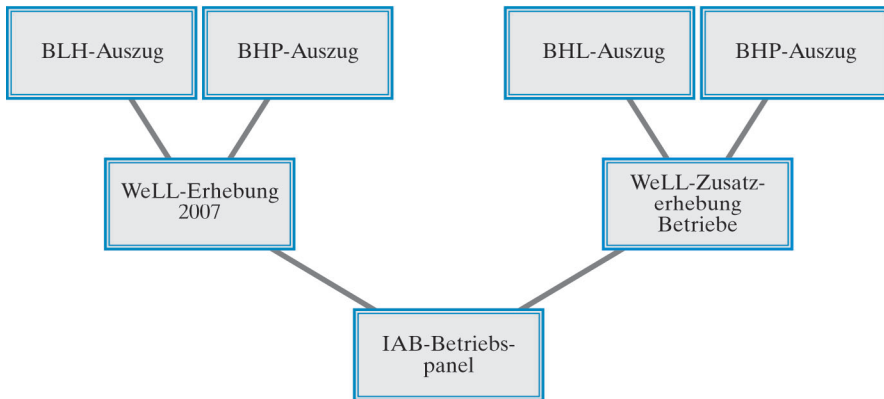 BLH-Auszug
BHP-Auszug
BHL-Auszug
BHP-Auszug
WeLL-Erhebung
2007
WeLL-Zusatz-
erhebung
Betriebe
IAB-Betriebs-
panel